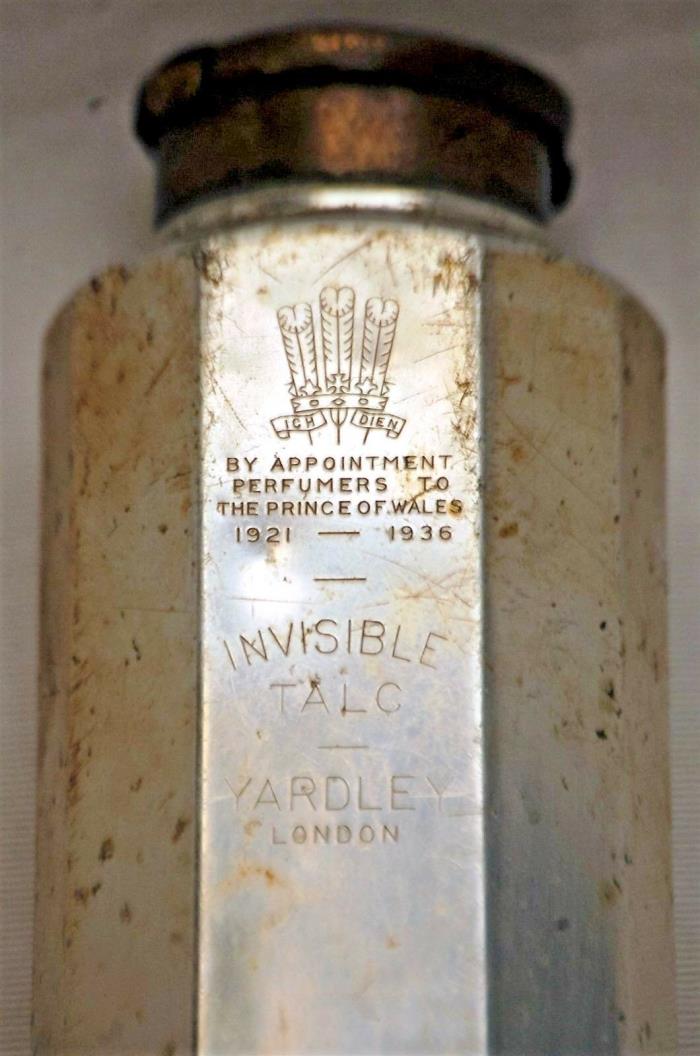 ICH DIEN
BY APPOINTMENT
PERFUMERS TO
THE PRINCE OF WALES
1921 — 1936
INVISIBLE
TALC
YARDLEY
LONDON